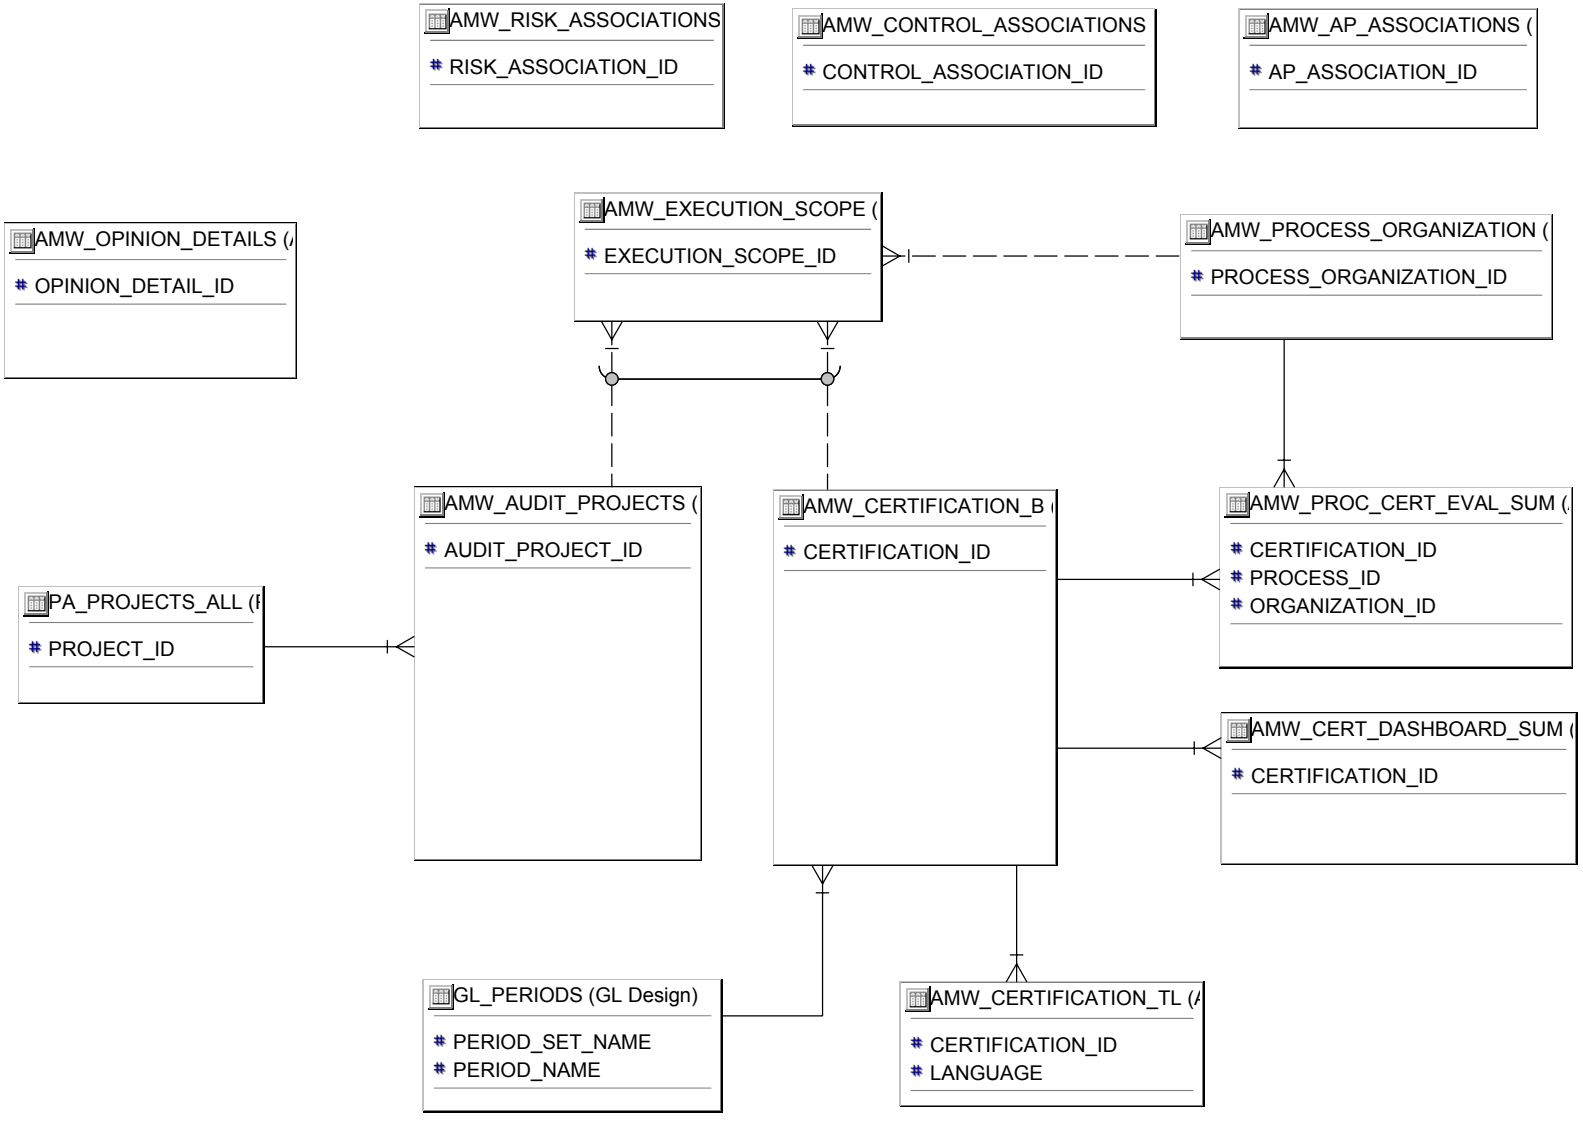 AMW_RISK_ASSOCIATIONS
# RISK_ASSOCIATION_ID
AMW_CONTROL_ASSOCIATIONS
# CONTROL_ASSOCIATION_ID
AMW_AP_ASSOCIATIONS (
# AP_ASSOCIATION_ID
AMW_OPINION_DETAILS (
# OPINION_DETAIL_ID
AMW_EXECUTION_SCOPE (
# EXECUTION_SCOPE_ID
AMW_PROCESS_ORGANIZATION (
# PROCESS_ORGANIZATION_ID
PA_PROJECTS_ALL (
# PROJECT_ID
AMW_AUDIT_PROJECTS (
# AUDIT_PROJECT_ID
AMW_CERTIFICATION_B (
# CERTIFICATION_ID
AMW_PROC_CERT_EVAL_SUM (
# CERTIFICATION_ID
# PROCESS_ID
# ORGANIZATION_ID
AMW_CERT_DASHBOARD_SUM (
# CERTIFICATION_ID
GL_PERIODS (GL Design)
# PERIOD_SET_NAME
# PERIOD_NAME
AMW_CERTIFICATION_TL (
# CERTIFICATION_ID
# LANGUAGE